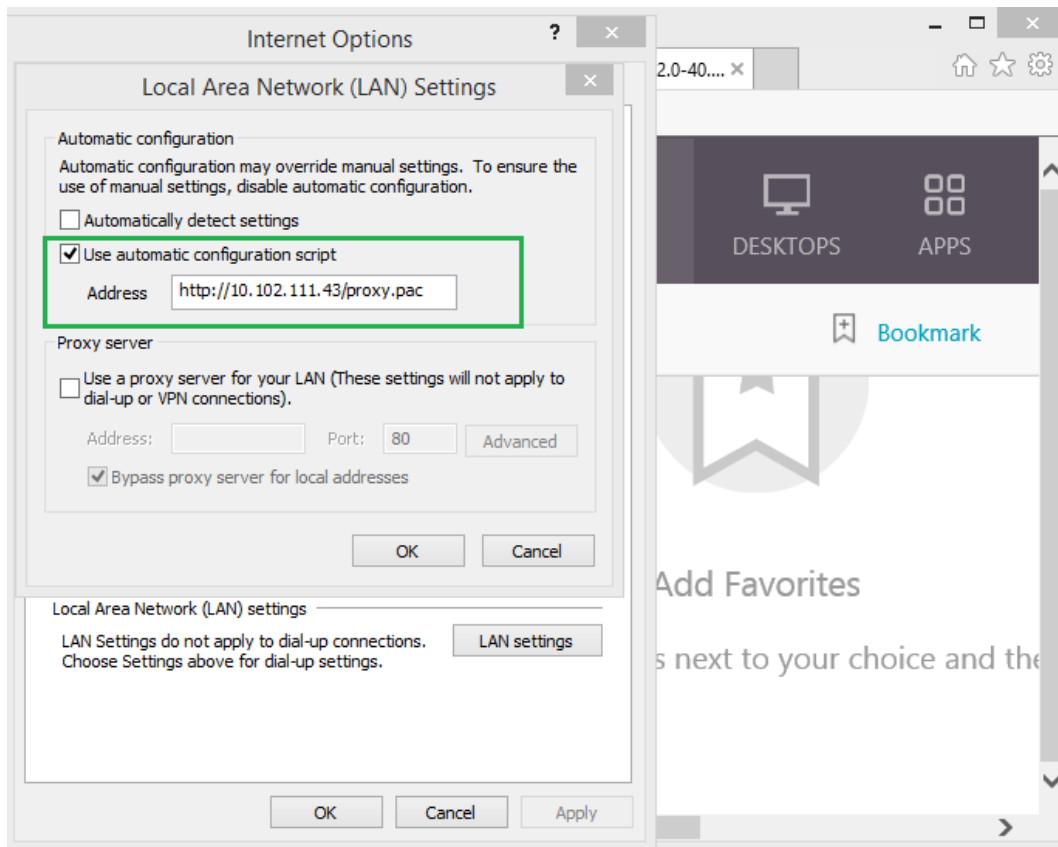 Internet Options
?
Local Area Network (LAN) Settings
Automatic configuration
Automatic configuration may override manual settings. To ensure the
use of manual settings, disable automatic configuration.
Automatically detect settings
Use automatic configuration script
Address http://10.102.111.43/proxy.pac
Proxy server
Use a proxy server for your LAN (These settings will not apply to
dial-up or VPN connections).
Address: Port: 80 Advanced
Bypass proxy server for local addresses
OK Cancel
Local Area Network (LAN) settings
LAN Settings do not apply to dial-up connections.
Choose Settings above for dial-up settings.
LAN settings
OK Cancel Apply
2.0-40....
DESKTOPS APPS
Bookmark
Add Favorites
s next to your choice and the